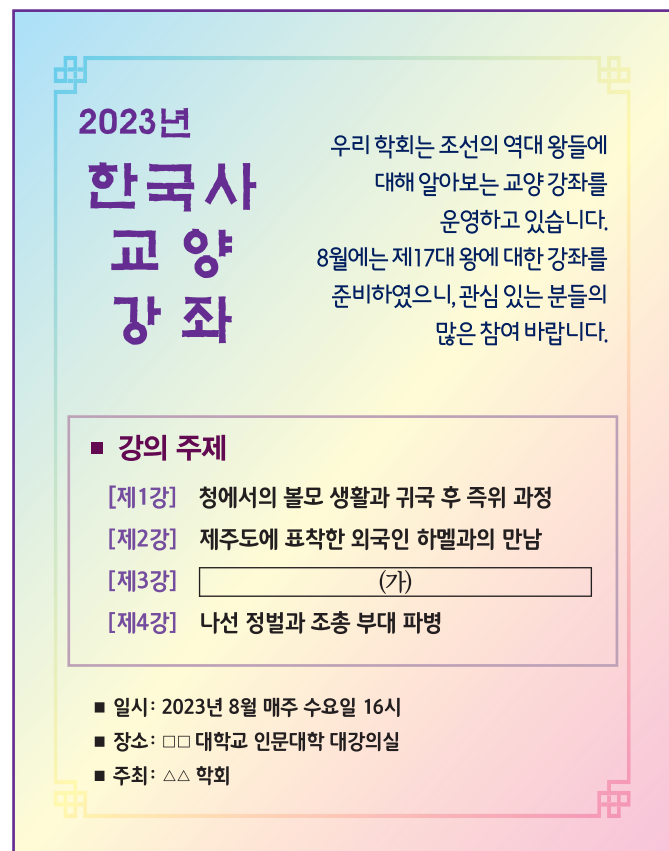 2023년
한국사
교양
강좌
우리 학회는 조선의 역대 왕들에
대해 알아보는 교양 강좌를
운영하고 있습니다.
8월에는 제17대 왕에 대한 강좌를
준비하였으니, 관심 있는 분들의
많은 참여 바랍니다.
■ 강의 주제
[제1강] 청에서의 볼모 생활과 귀국 후 즉위 과정
[제2강] 제주도에 표착한 외국인 하멜과의 만남
[제3강] (가)
[제4강] 나선 정벌과 조총 부대 파병
■ 일시: 2023년 8월 매주 수요일 16시
■ 장소: □□ 대학교 인문대학 대강의실
■ 주최: △△ 학회